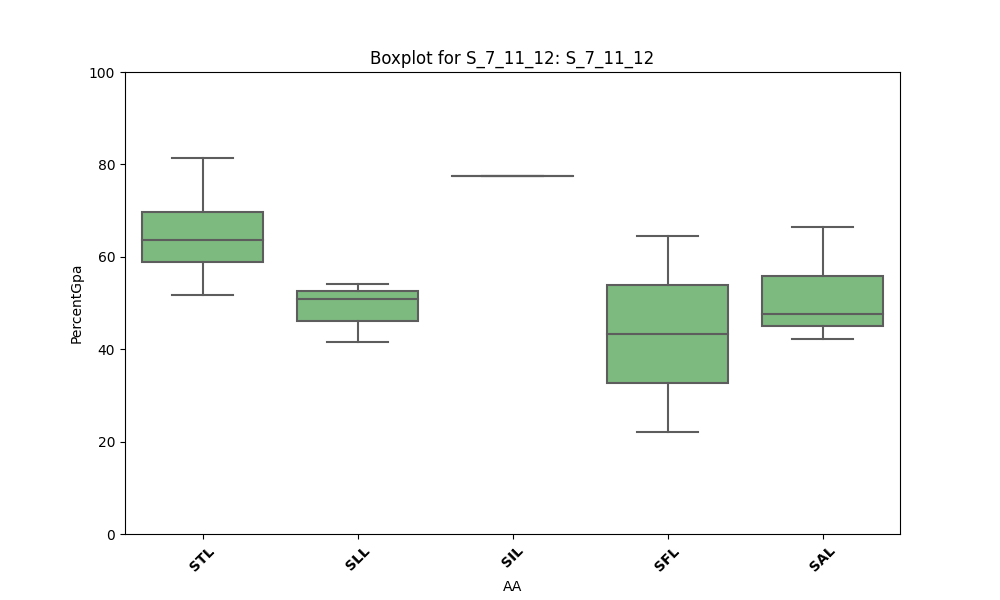 Boxplot for S_7_11_12: S_7_11_12
100
80
60
40
20
0
PercentGpa
STL
SLL
SIL
SFL
SAL
AA